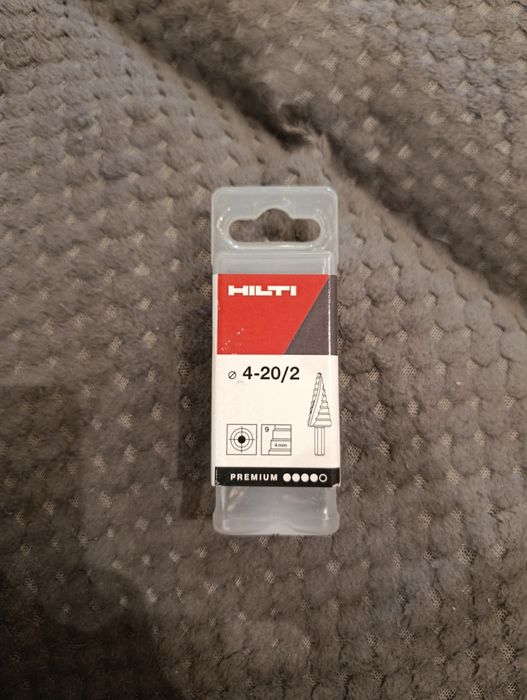 HILTI
⌀ 4-20/2
9
4mm
PREMIUM